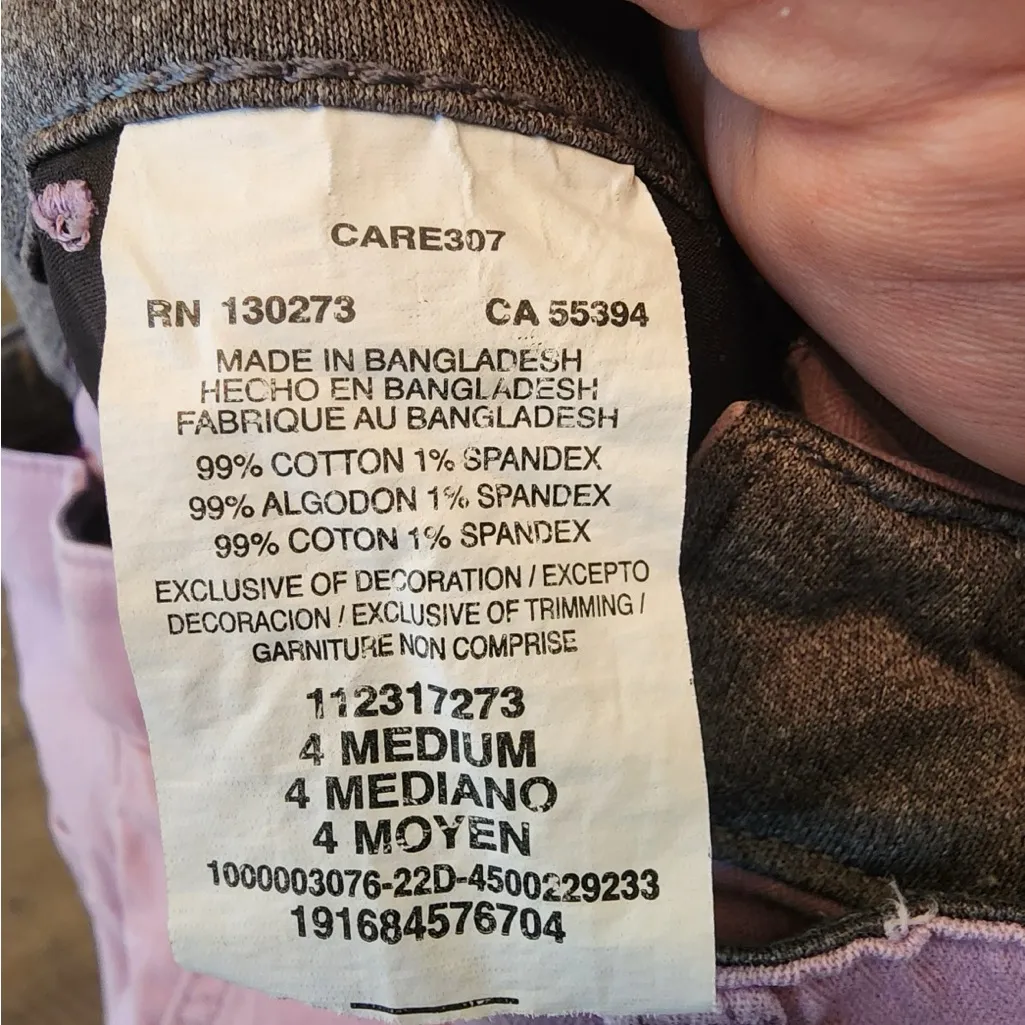 CARE307
RN 130273 CA 55394
MADE IN BANGLADESH
HECHO EN BANGLADESH
FABRIQUE AU BANGLADESH
99% COTTON 1% SPANDEX
99% ALGODON 1% SPANDEX
99% COTON 1% SPANDEX
EXCLUSIVE OF DECORATION / EXCEPTO
DECORACION / EXCLUSIVE OF TRIMMING /
GARNITURE NON COMPRISE
112317273
4 MEDIUM
4 MEDIANO
4 MOYEN
1000003076-22D-4500229233
191684576704